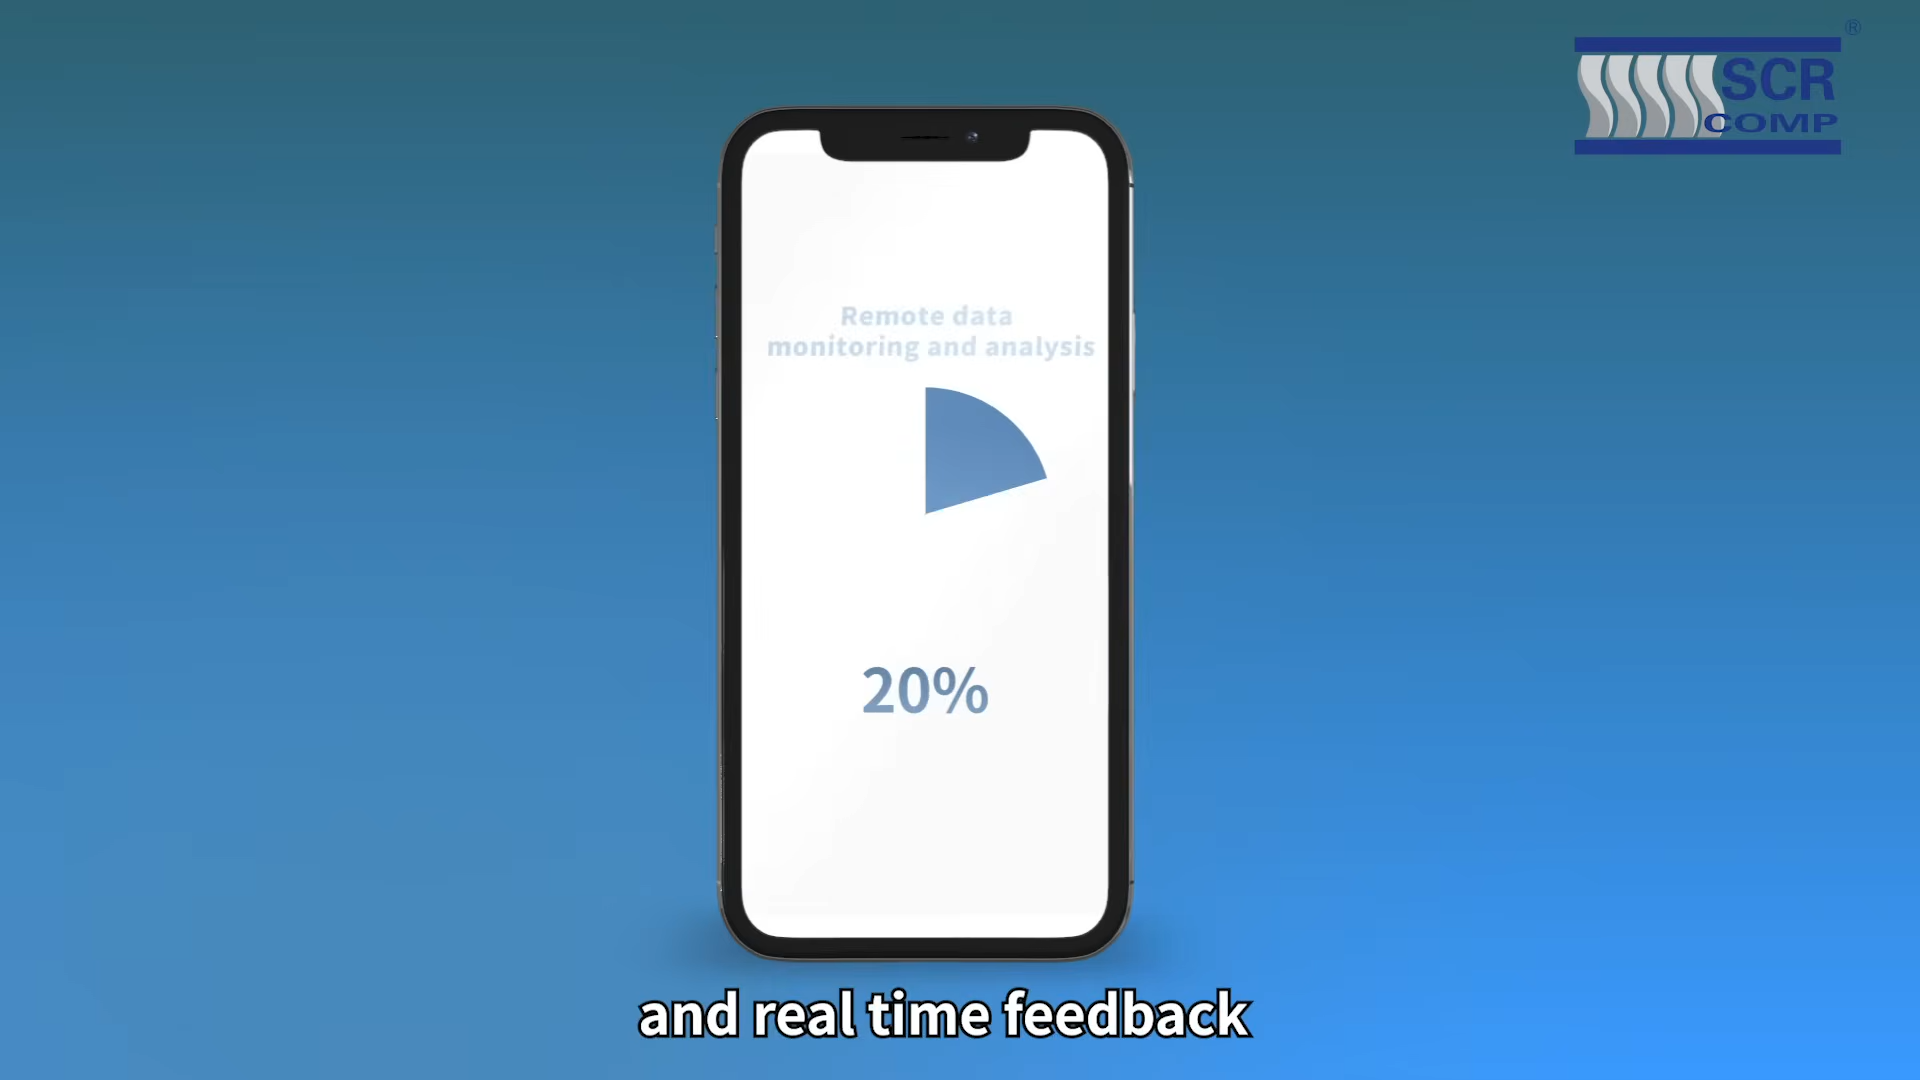 ®
SCR
COMP
Remote data
monitoring and analysis
20%
and real time feedback